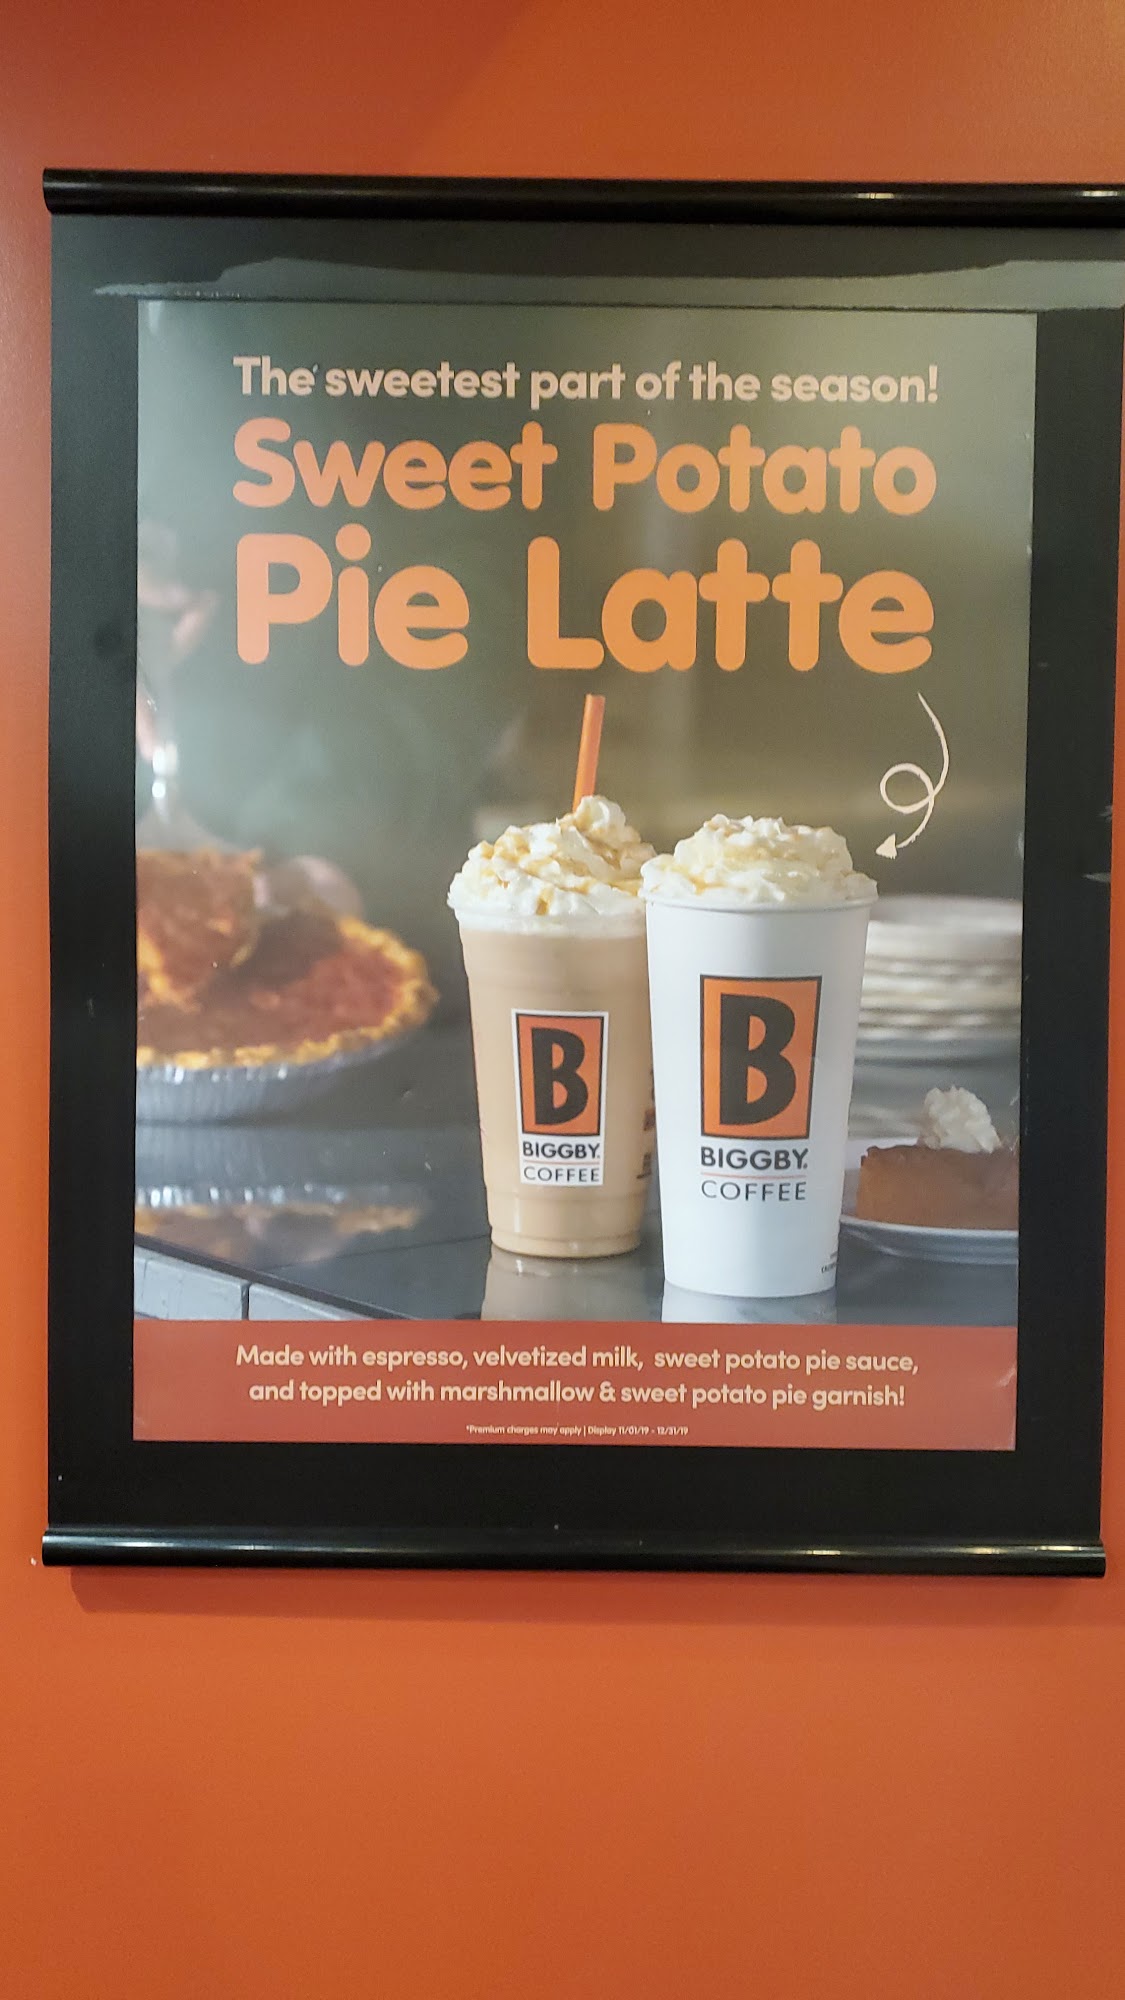 The sweetest part of the season!
Sweet Potato
Pie Latte
B
BIGGBY.
COFFEE
B
BIGGBY.
COFFEE
Made with espresso, velvetized milk, sweet potato pie sauce,
and topped with marshmallow & sweet potato pie garnish!
*Premium charges may apply | Display 11/01/19 - 12/31/19